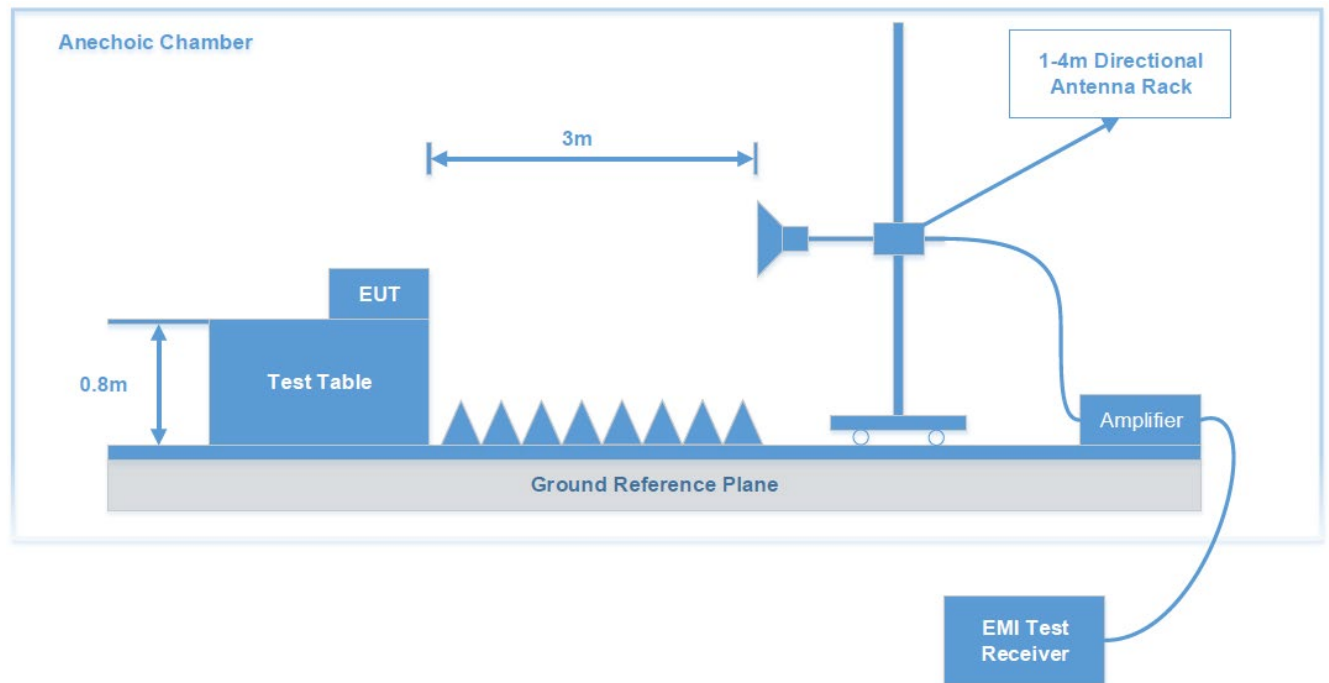 Anechoic Chamber
1-4m Directional
Antenna Rack
3m
EUT
0.8m
Test Table
Amplifier
Ground Reference Plane
EMI Test
Receiver